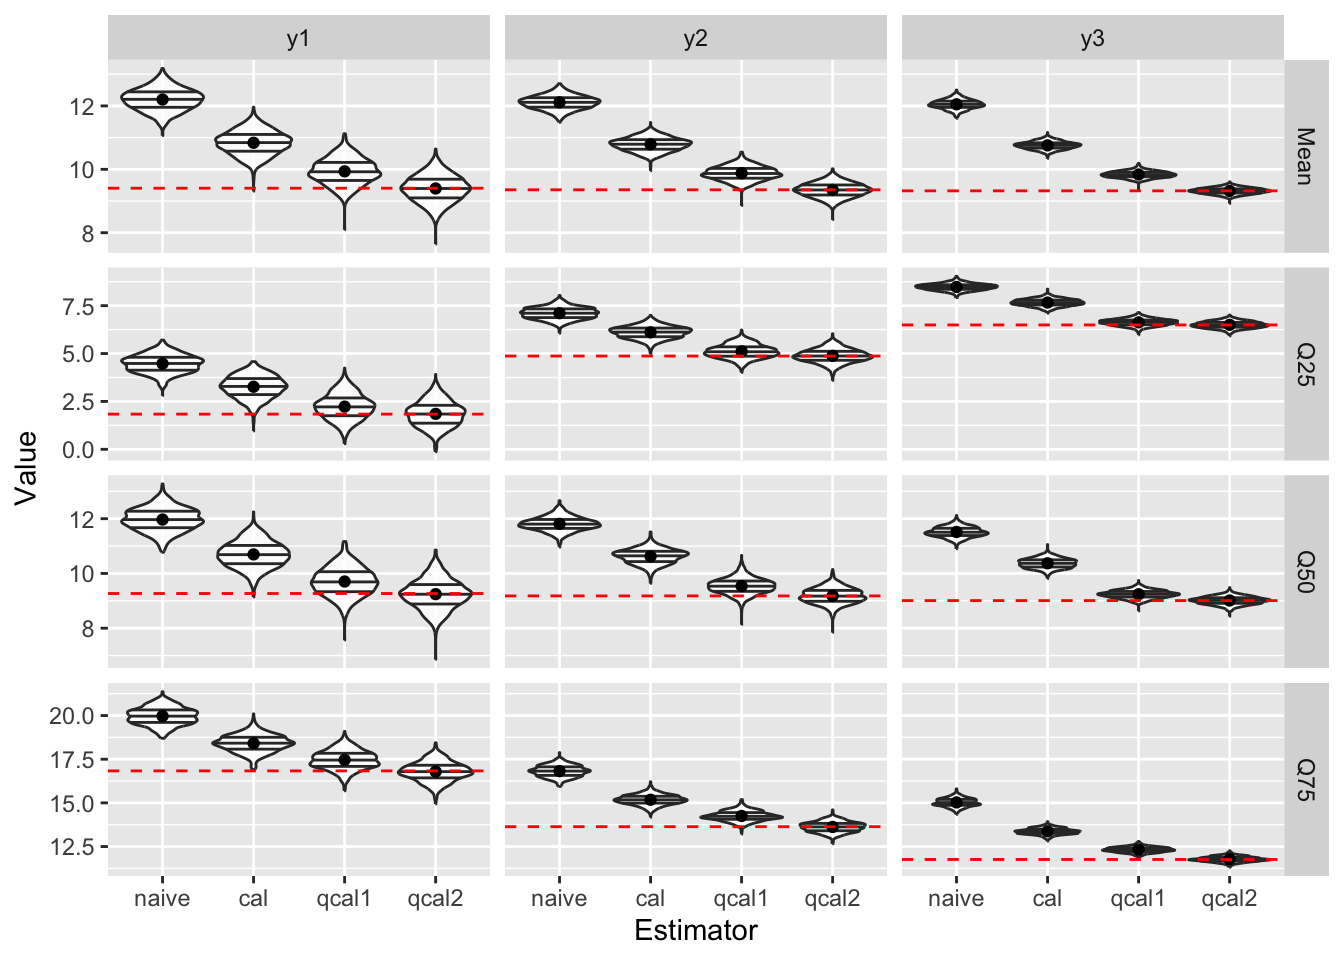 y1 y2 y3
12
10
8
Mean
7.5
5.0
2.5
0.0
Q25
12
10
8
Q50
20.0
17.5
15.0
12.5
Q75
Value
naive cal qcal1 qcal2 naive cal qcal1 qcal2 naive cal qcal1 qcal2
Estimator